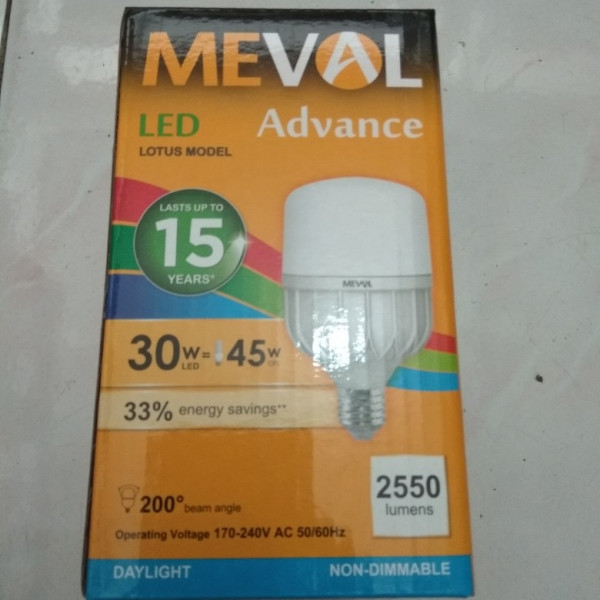 MEVAL
LED Advance
LOTUS MODEL
LASTS UP TO
15
YEARS*
MEVAL
30W LED = 45W CFL
33% energy savings**
200° beam angle
2550
lumens
Operating Voltage 170-240V AC 50/60Hz
DAYLIGHT NON-DIMMABLE